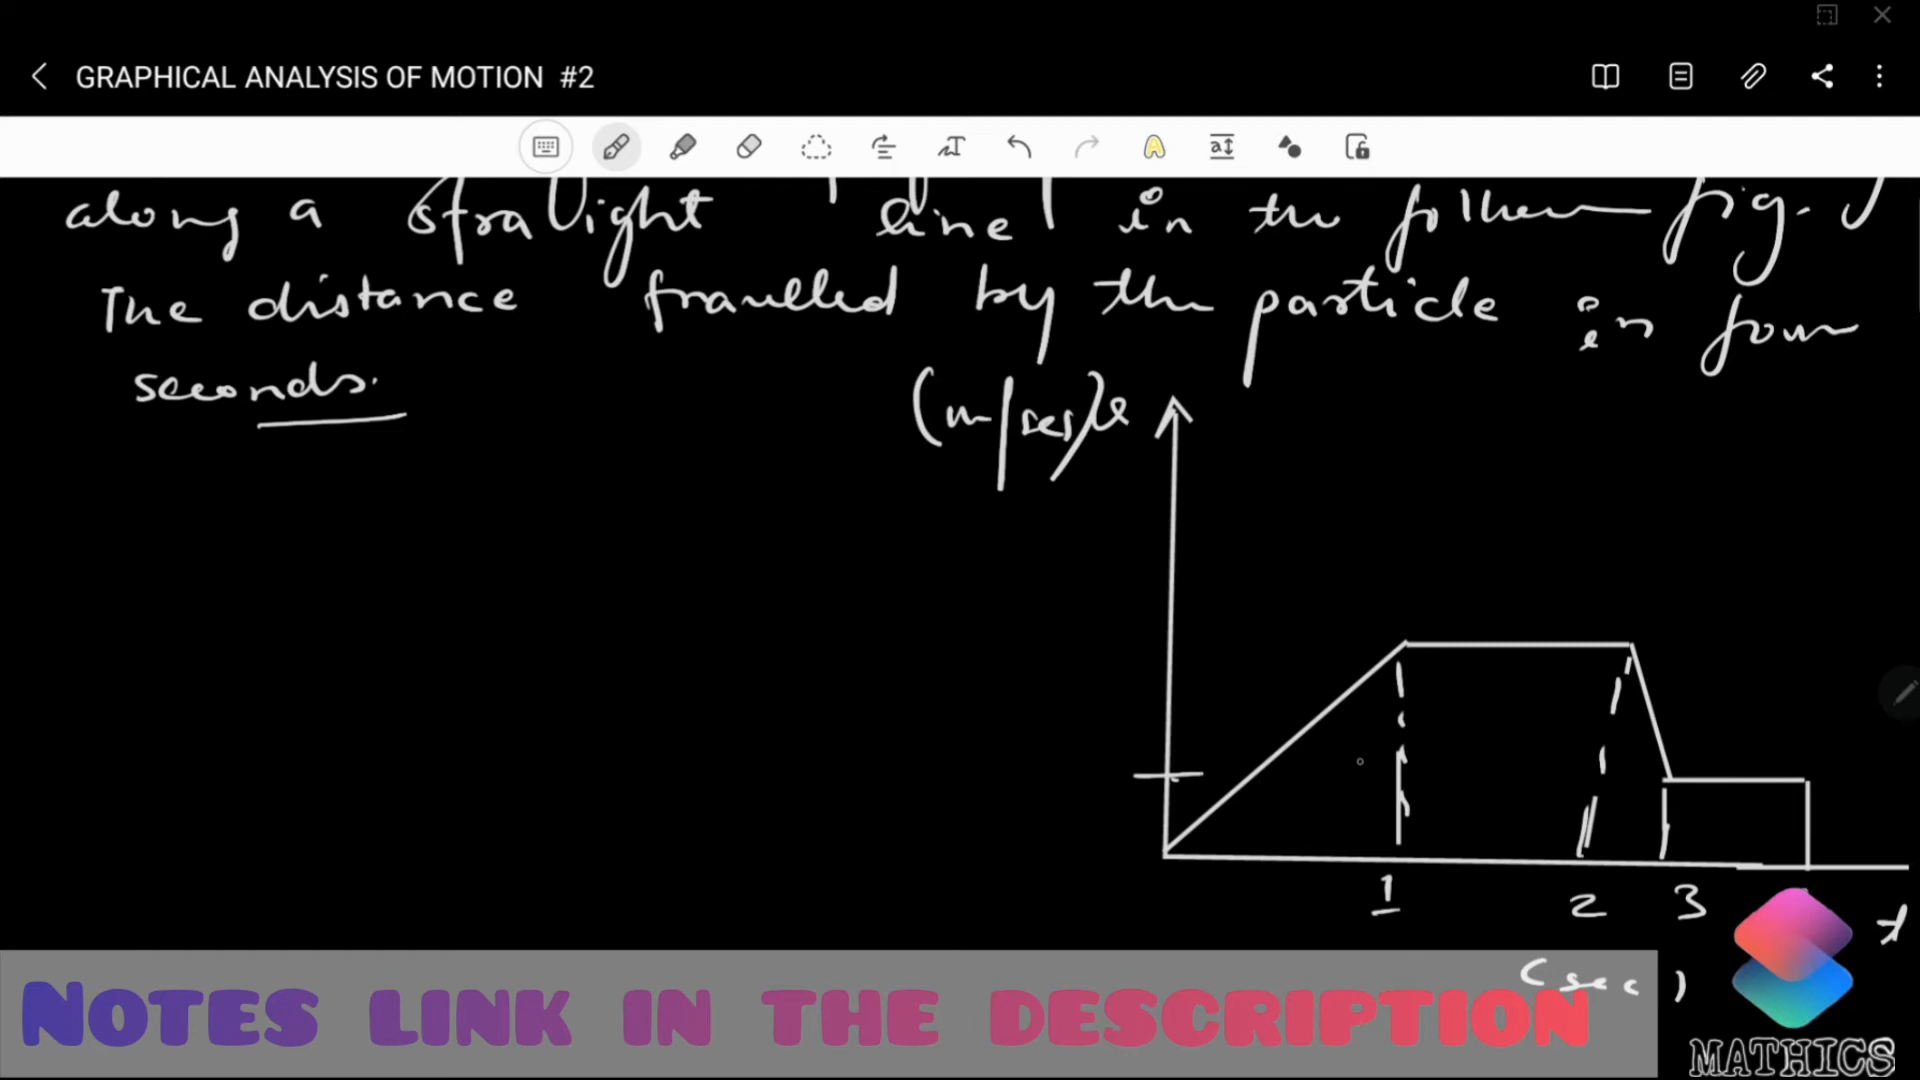 GRAPHICAL ANALYSIS OF MOTION #2
along a straight line in the fig.
The distance travelled by the particle in four
seconds.
(m/sec)
1 2 3 t
(sec)
NOTES LINK IN THE DESCRIPTION
MATHICS